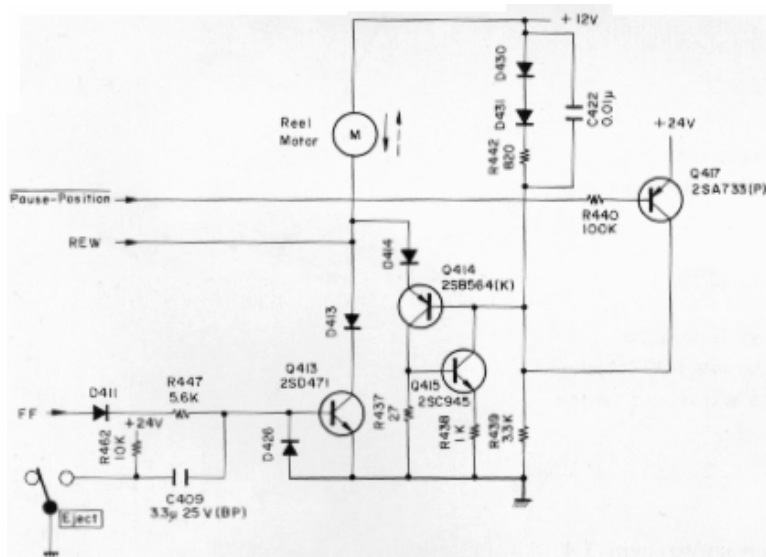 +12V
D430
D431
C422
0.01μ
R442
820
+24V
Reel
Motor
M
Q417
2SA733(P)
Pause-Position
R440
100K
REW
D414
Q414
2SB564(K)
D413
Q413
2SD471
Q415
2SC945
D411
R447
5.6K
FF
+24V
R462
10K
D426
R437
27
R438
1K
R439
3.3K
C409
3.3μ 25V(BP)
Eject